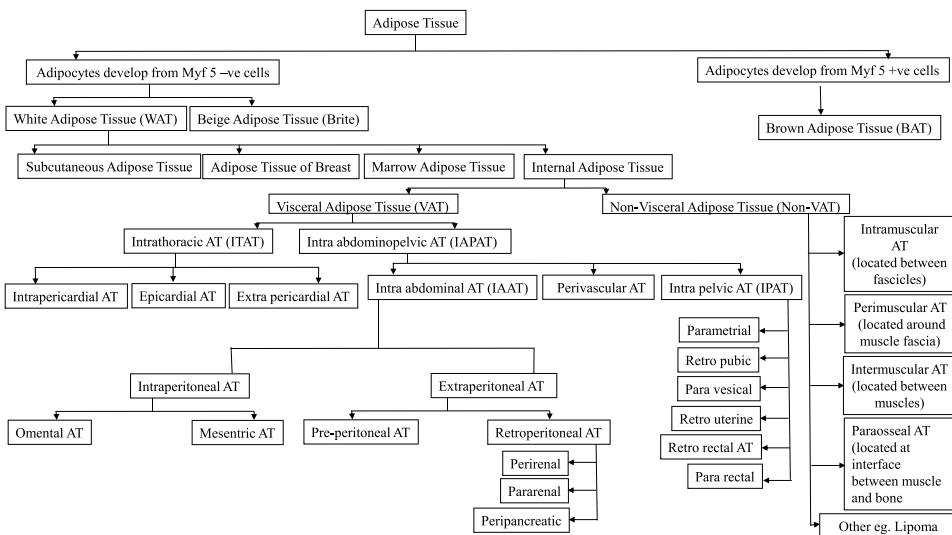 Adipose Tissue
Adipocytes develop from Myf 5 –ve cells
Adipocytes develop from Myf 5 +ve cells
White Adipose Tissue (WAT)
Beige Adipose Tissue (Brite)
Brown Adipose Tissue (BAT)
Subcutaneous Adipose Tissue
Adipose Tissue of Breast
Marrow Adipose Tissue
Internal Adipose Tissue
Visceral Adipose Tissue (VAT)
Non-Visceral Adipose Tissue (Non-VAT)
Intrathoracic AT (ITAT)
Intra abdominopelvic AT (IAPAT)
Intrapericardial AT
Epicardial AT
Extra pericardial AT
Intra abdominal AT (IAAT)
Perivascular AT
Intra pelvic AT (IPAT)
Intraperitoneal AT
Extraperitoneal AT
Omental AT
Mesentric AT
Pre-peritoneal AT
Retroperitoneal AT
Perirenal
Pararenal
Peripancreatic
Parametrial
Retro pubic
Para vesical
Retro uterine
Retro rectal AT
Para rectal
Intramuscular
AT
(located between
fascicles)
Perimuscular AT
(located around
muscle fascia)
Intermuscular AT
(located between
muscles)
Paraosseal AT
(located at
interface
between muscle
and bone
Other eg. Lipoma